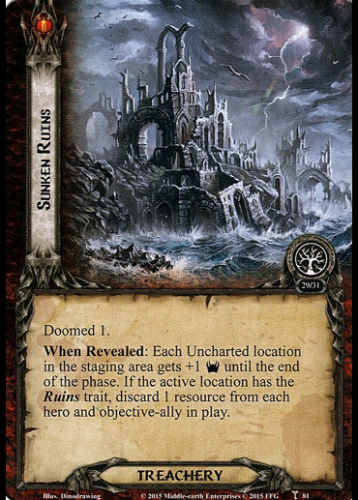 SUNKEN RUINS
29/31
Doomed 1.
When Revealed: Each Uncharted location
in the staging area gets +1 until the end
of the phase. If the active location has the
Ruins trait, discard 1 resource from each
hero and objective-ally in play.
TREACHERY
Illus. Dinodrawing
© 2015 Middle-earth Enterprises © 2015 FFG
81